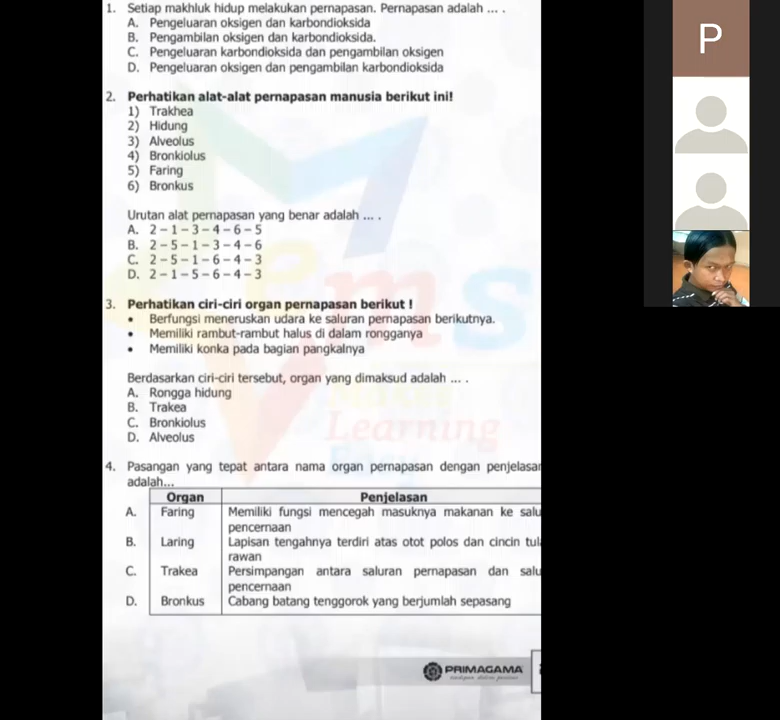 1. Setiap makhluk hidup melakukan pernapasan. Pernapasan adalah ... .
A. Pengeluaran oksigen dan karbondioksida
B. Pengambilan oksigen dan karbondioksida.
C. Pengeluaran karbondioksida dan pengambilan oksigen
D. Pengeluaran oksigen dan pengambilan karbondioksida
2. Perhatikan alat-alat pernapasan manusia berikut ini!
1) Trakhea
2) Hidung
3) Alveolus
4) Bronkiolus
5) Faring
6) Bronkus
Urutan alat pernapasan yang benar adalah ... .
A. 2 – 1 – 3 – 4 – 6 – 5
B. 2 – 5 – 1 – 3 – 4 – 6
C. 2 – 5 – 1 – 6 – 4 – 3
D. 2 – 1 – 5 – 6 – 4 – 3
3. Perhatikan ciri-ciri organ pernapasan berikut !
• Berfungsi meneruskan udara ke saluran pernapasan berikutnya.
• Memiliki rambut-rambut halus di dalam rongganya
• Memiliki konka pada bagian pangkalnya
Berdasarkan ciri-ciri tersebut, organ yang dimaksud adalah ... .
A. Rongga hidung
B. Trakea
C. Bronkiolus
D. Alveolus
4. Pasangan yang tepat antara nama organ pernapasan dengan penjelasan
adalah...
Organ Penjelasan
A. Faring Memiliki fungsi mencegah masuknya makanan ke salu
pencernaan
B. Laring Lapisan tengahnya terdiri atas otot polos dan cincin tul
rawan
C. Trakea Persimpangan antara saluran pernapasan dan salu
pencernaan
D. Bronkus Cabang batang tenggorok yang berjumlah sepasang
PRIMAGAMA
P
ems
Makes
Learning
Easy